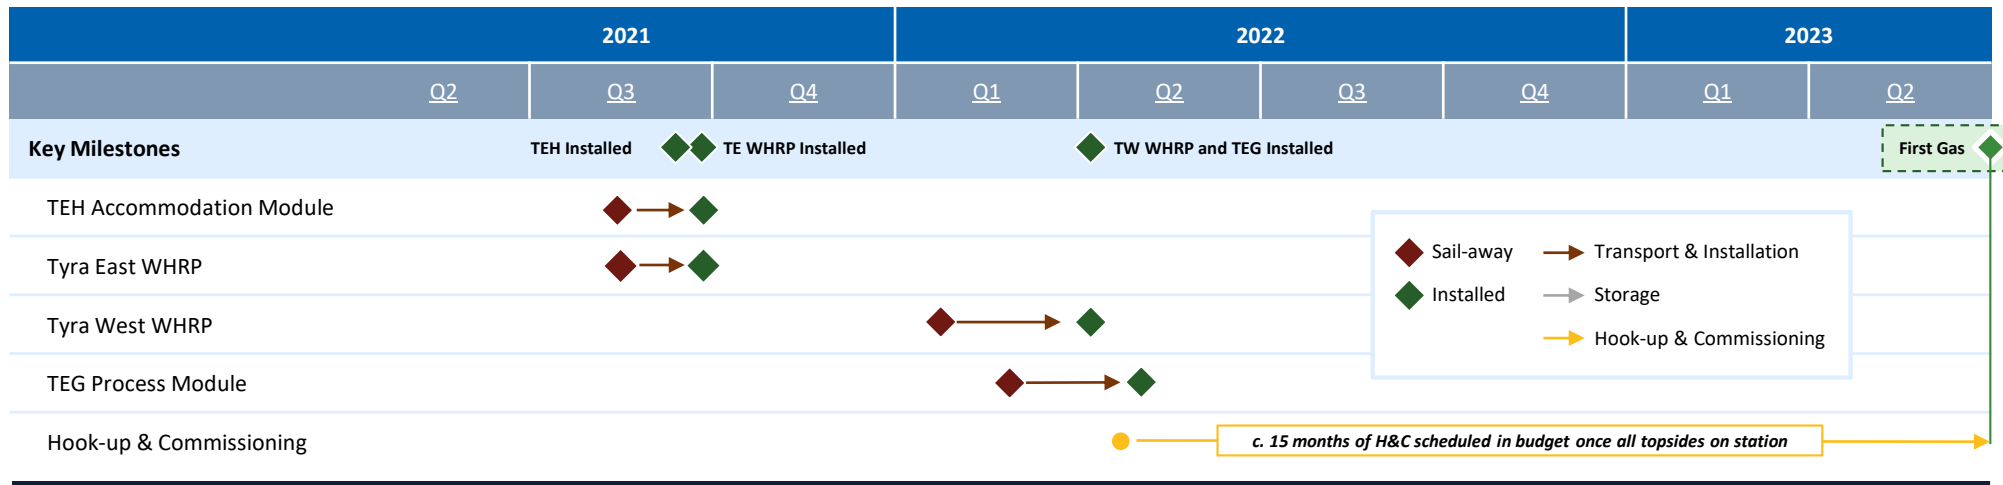 2021 2022 2023
Q2 Q3 Q4 Q1 Q2 Q3 Q4 Q1 Q2
Key Milestones TEH Installed TE WHRP Installed TW WHRP and TEG Installed First Gas
TEH Accommodation Module
Tyra East WHRP
Sail-away Transport & Installation
Installed Storage
Tyra West WHRP
Hook-up & Commissioning
TEG Process Module
Hook-up & Commissioning c. 15 months of H&C scheduled in budget once all topsides on station